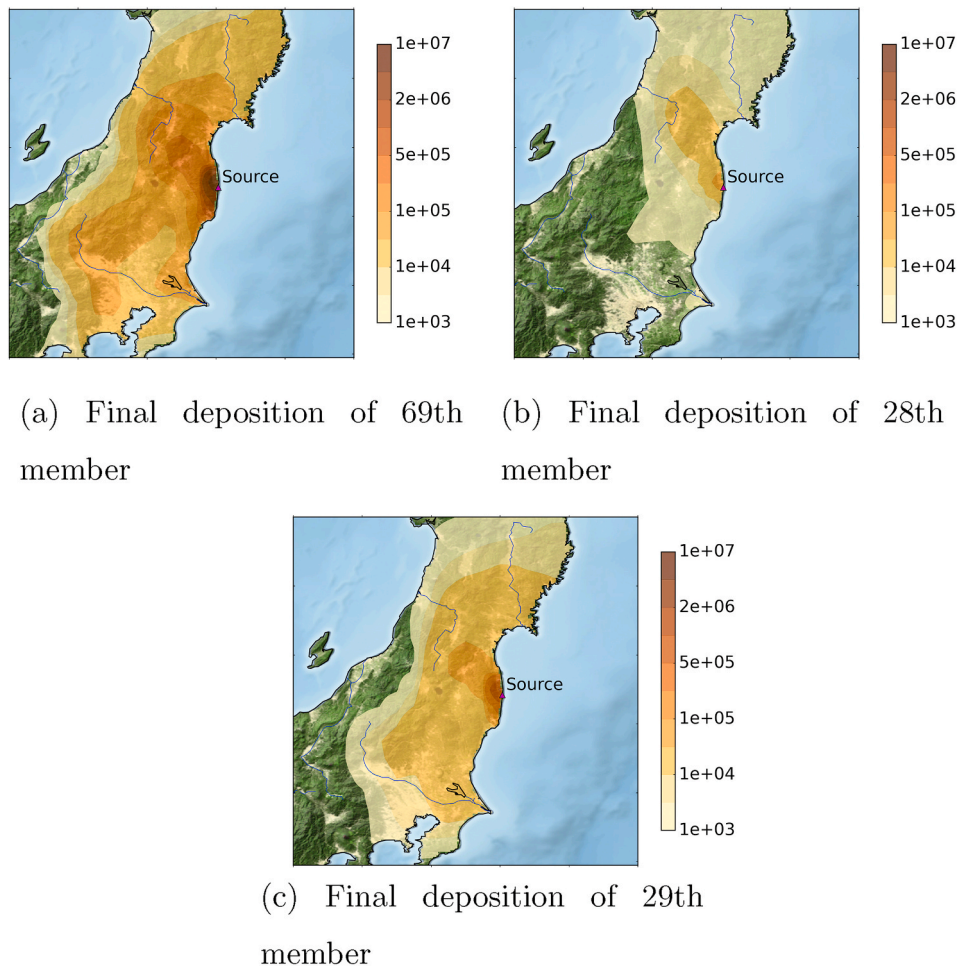 1e+07
2e+06
5e+05
1e+05
1e+04
1e+03
Source
(a) Final deposition of 69th
member
1e+07
2e+06
5e+05
1e+05
1e+04
1e+03
Source
(b) Final deposition of 28th
member
1e+07
2e+06
5e+05
1e+05
1e+04
1e+03
Source
(c) Final deposition of 29th
member